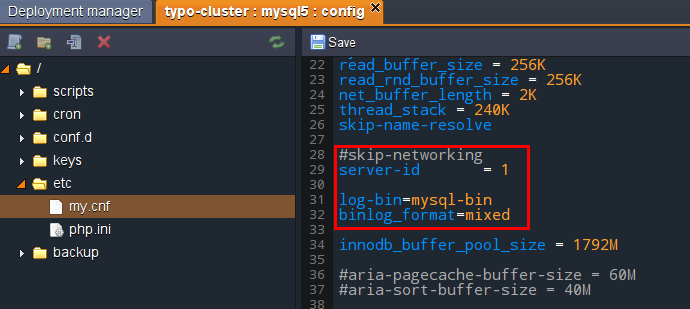 Deployment manager
typo-cluster : mysql5 : config
Save
/
scripts
cron
conf.d
keys
etc
my.cnf
php.ini
backup
22 read_buffer_size = 256K
23 read_rnd_buffer_size = 256K
24 net_buffer_length = 2K
25 thread_stack = 240K
26 skip-name-resolve
27
28 #skip-networking
29 server-id        = 1
30
31 log-bin=mysql-bin
32 binlog_format=mixed
33
34 innodb_buffer_pool_size = 1792M
35
36 #aria-pagecache-buffer-size = 60M
37 #aria-sort-buffer-size = 40M
38